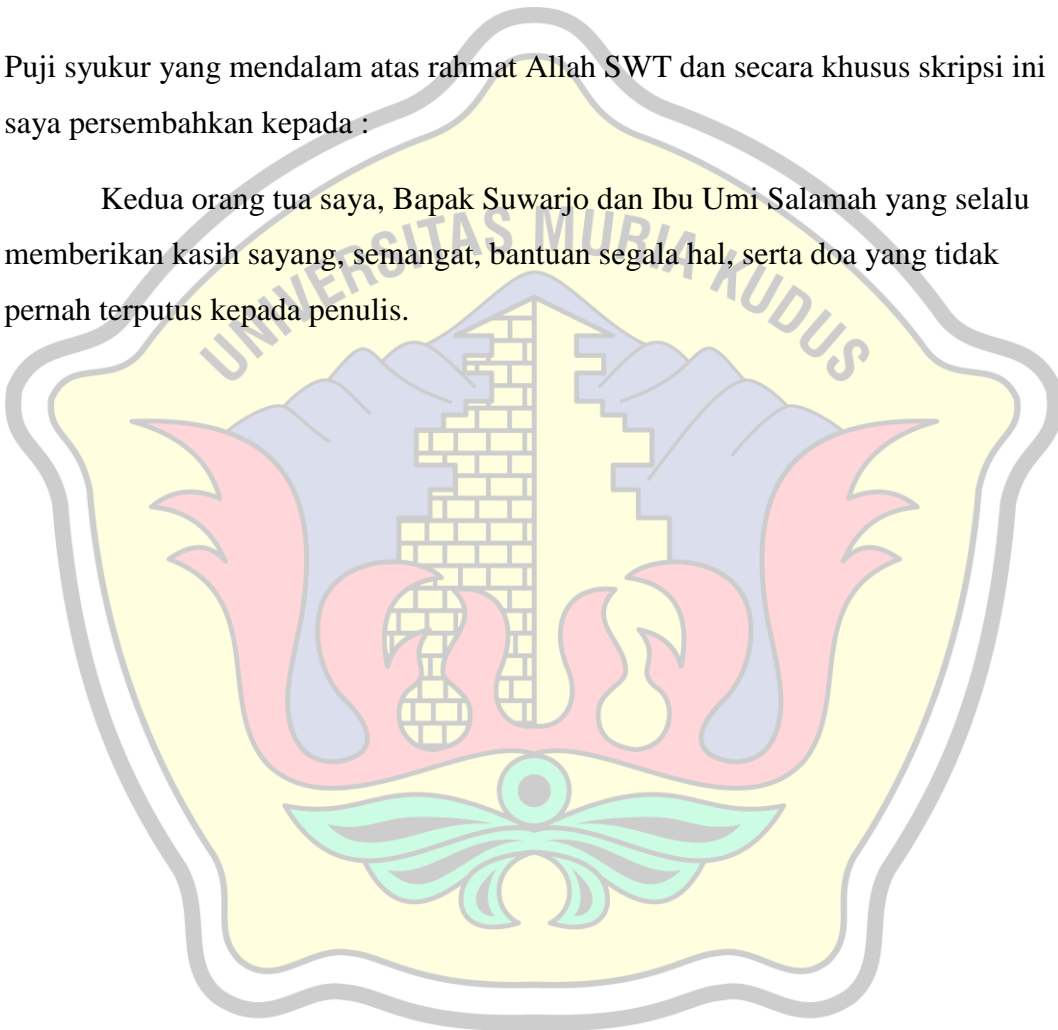 Puji syukur yang mendalam atas rahmat Allah SWT dan secara khusus skripsi ini
saya persembahkan kepada :
Kedua orang tua saya, Bapak Suwarjo dan Ibu Umi Salamah yang selalu
memberikan kasih sayang, semangat, bantuan segala hal, serta doa yang tidak
pernah terputus kepada penulis.
UNIVERSITAS MURIA KUDUS